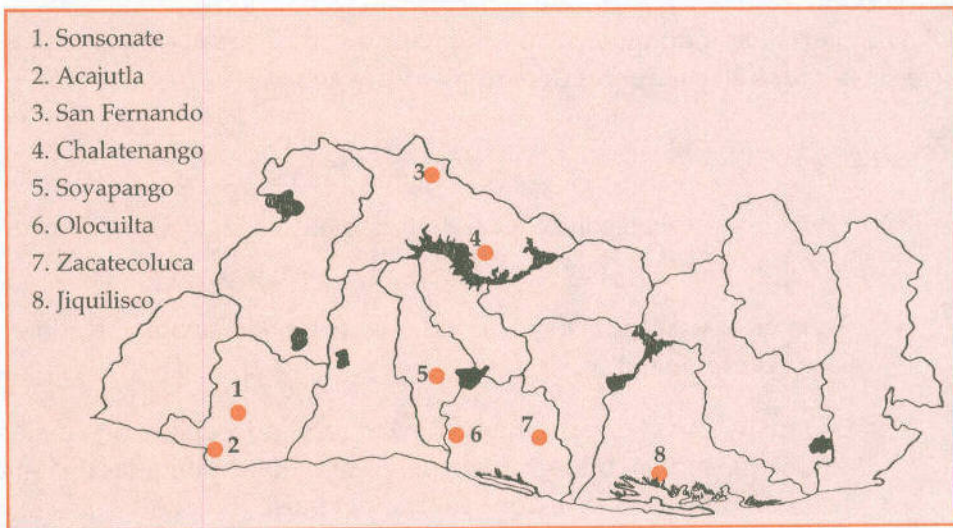 1. Sonsonate
2. Acajutla
3. San Fernando
4. Chalatenango
5. Soyapango
6. Olocuilta
7. Zacatecoluca
8. Jiquilisco
3
4
5
1
2
6
7
8